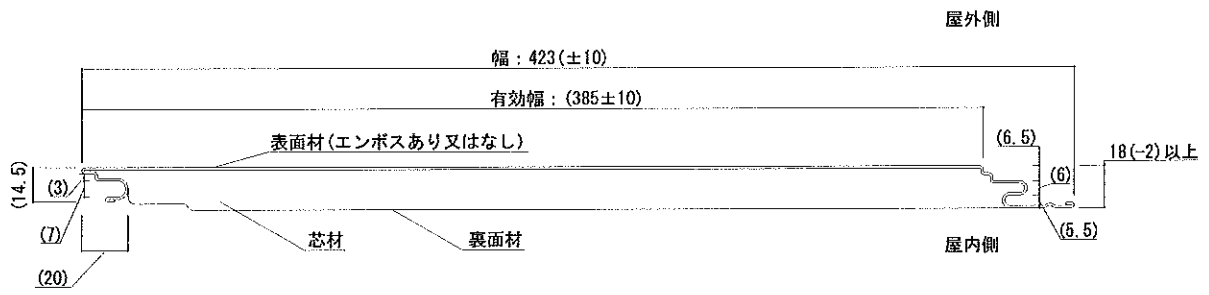 屋外側
幅：423(±10)
有効幅：(385±10)
表面材(エンボスあり又はなし)
(6.5)
18(-2)以上
(14.5)
(3)
(6)
(7)
芯材
裏面材
屋内側
(5.5)
(20)